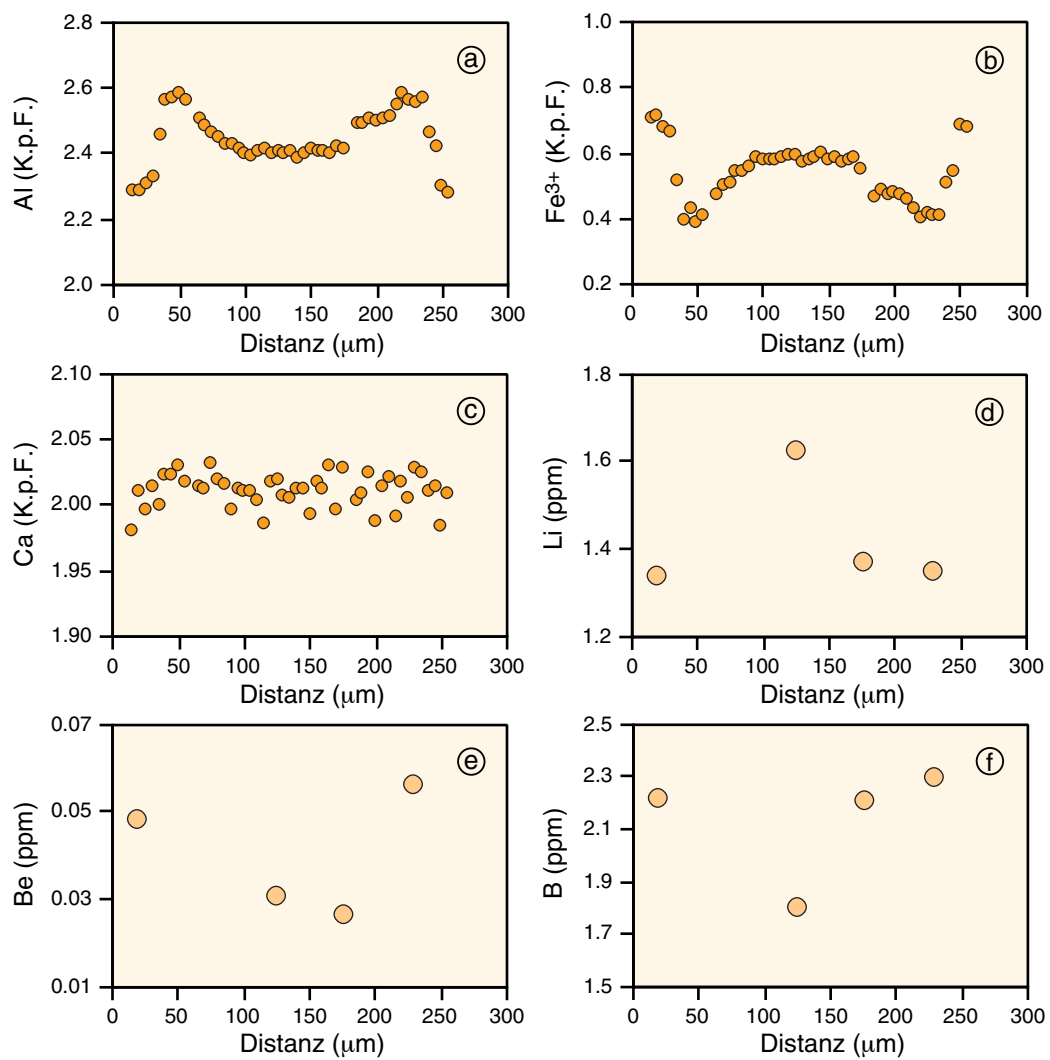 2.8
2.6
2.4
2.2
2.0
Al (K.p.F.)
a
0 50 100 150 200 250 300
Distanz (μm)
1.0
0.8
0.6
0.4
0.2
Fe3+ (K.p.F.)
b
0 50 100 150 200 250 300
Distanz (μm)
2.10
2.05
2.00
1.95
1.90
Ca (K.p.F.)
c
0 50 100 150 200 250 300
Distanz (μm)
1.8
1.6
1.4
1.2
Li (ppm)
d
0 50 100 150 200 250 300
Distanz (μm)
0.07
0.05
0.03
0.01
Be (ppm)
e
0 50 100 150 200 250 300
Distanz (μm)
2.5
2.3
2.1
1.9
1.7
1.5
B (ppm)
f
0 50 100 150 200 250 300
Distanz (μm)